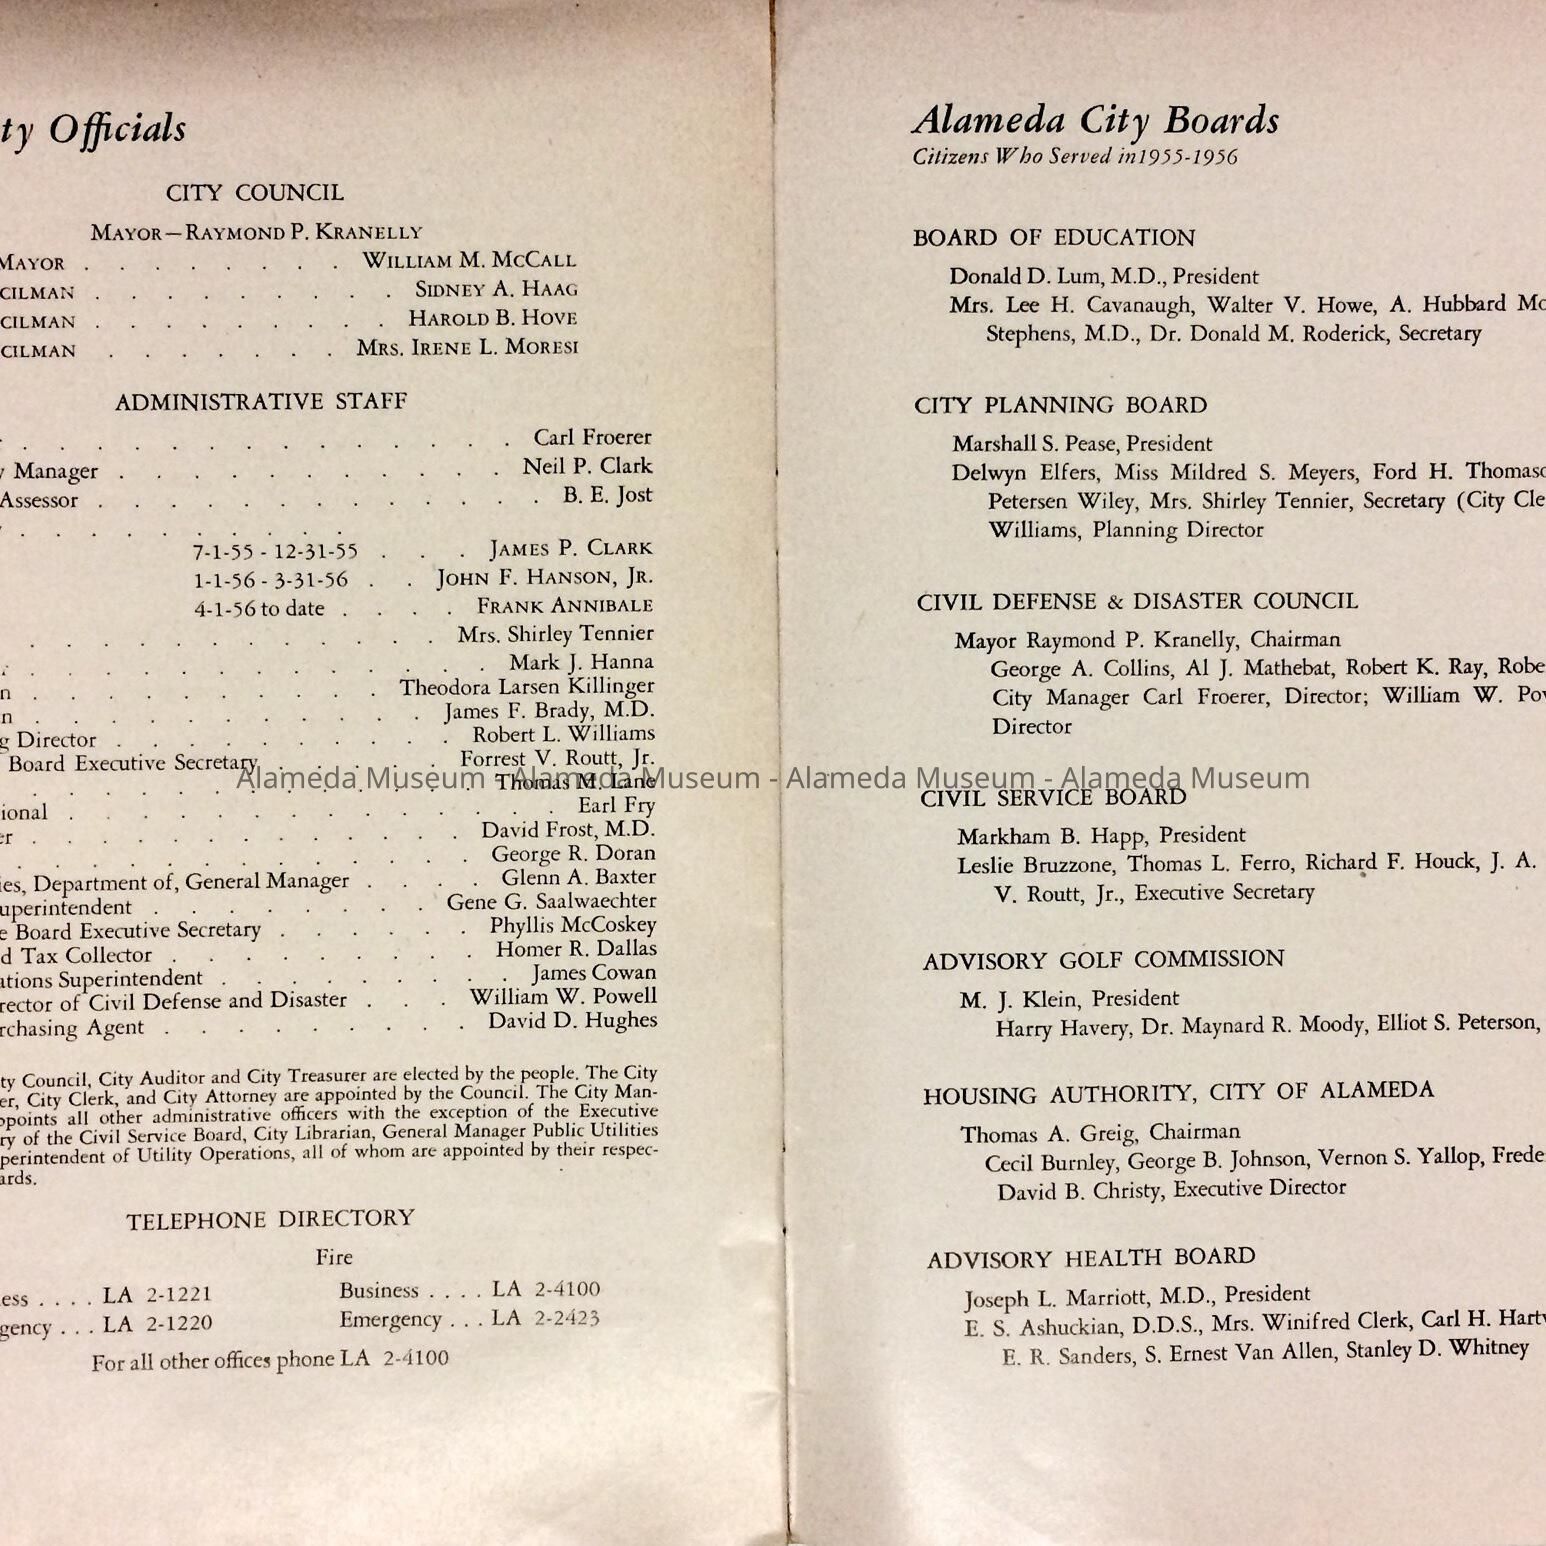 ty Officials
CITY COUNCIL
MAYOR—RAYMOND P. KRANELLY
MAYOR . . . . . . . . WILLIAM M. MCCALL
CILMAN . . . . . . . . . SIDNEY A. HAAG
CILMAN . . . . . . . . . HAROLD B. HOVE
CILMAN . . . . . . . MRS. IRENE L. MORESI
ADMINISTRATIVE STAFF
. . . . . . . . . . . . . . Carl Froerer
Manager . . . . . . . . . . . Neil P. Clark
Assessor . . . . . . . . . . . . . B. E. Jost
7-1-55 - 12-31-55 . . . JAMES P. CLARK
1-1-56 - 3-31-56 . . JOHN F. HANSON, JR.
4-1-56 to date . . . . FRANK ANNIBALE
. . . . . . . . . . . . Mrs. Shirley Tennier
. . . . . . . . . . . . . Mark J. Hanna
n . . . . . . . . . . Theodora Larsen Killinger
n . . . . . . . . . . . James F. Brady, M.D.
g Director . . . . . . . . . . Robert L. Williams
Board Executive Secretary . . . . . Forrest V. Routt, Jr.
. . . . . . . . . . . . Thomas M. Lane
ional . . . . . . . . . . . . . Earl Fry
er . . . . . . . . . . . David Frost, M.D.
. . . . . . . . . . . . George R. Doran
ies, Department of, General Manager . . . . Glenn A. Baxter
uperintendent . . . . . . . Gene G. Saalwaechter
e Board Executive Secretary . . . . . Phyllis McCoskey
d Tax Collector . . . . . . . . . Homer R. Dallas
ations Superintendent . . . . . . . . James Cowan
rector of Civil Defense and Disaster . . . William W. Powell
rchasing Agent . . . . . . . . David D. Hughes
ty Council, City Auditor and City Treasurer are elected by the people. The City
er, City Clerk, and City Attorney are appointed by the Council. The City Man-
ppoints all other administrative officers with the exception of the Executive
ry of the Civil Service Board, City Librarian, General Manager Public Utilities
perintendent of Utility Operations, all of whom are appointed by their respec-
ards.
TELEPHONE DIRECTORY
Fire
ess . . . . LA 2-1221 Business . . . . LA 2-4100
gency . . . LA 2-1220 Emergency . . . LA 2-2423
For all other offices phone LA 2-4100
Alameda City Boards
Citizens Who Served in 1955-1956
BOARD OF EDUCATION
Donald D. Lum, M.D., President
Mrs. Lee H. Cavanaugh, Walter V. Howe, A. Hubbard Mo
Stephens, M.D., Dr. Donald M. Roderick, Secretary
CITY PLANNING BOARD
Marshall S. Pease, President
Delwyn Elfers, Miss Mildred S. Meyers, Ford H. Thomaso
Petersen Wiley, Mrs. Shirley Tennier, Secretary (City Cle
Williams, Planning Director
CIVIL DEFENSE & DISASTER COUNCIL
Mayor Raymond P. Kranelly, Chairman
George A. Collins, Al J. Mathebat, Robert K. Ray, Robe
City Manager Carl Froerer, Director; William W. Pow
Director
CIVIL SERVICE BOARD
Markham B. Happ, President
Leslie Bruzzone, Thomas L. Ferro, Richard F. Houck, J. A.
V. Routt, Jr., Executive Secretary
ADVISORY GOLF COMMISSION
M. J. Klein, President
Harry Havery, Dr. Maynard R. Moody, Elliot S. Peterson,
HOUSING AUTHORITY, CITY OF ALAMEDA
Thomas A. Greig, Chairman
Cecil Burnley, George B. Johnson, Vernon S. Yallop, Frede
David B. Christy, Executive Director
ADVISORY HEALTH BOARD
Joseph L. Marriott, M.D., President
E. S. Ashuckian, D.D.S., Mrs. Winifred Clerk, Carl H. Hartw
E. R. Sanders, S. Ernest Van Allen, Stanley D. Whitney
Alameda Museum - Alameda Museum - Alameda Museum - Alameda Museum